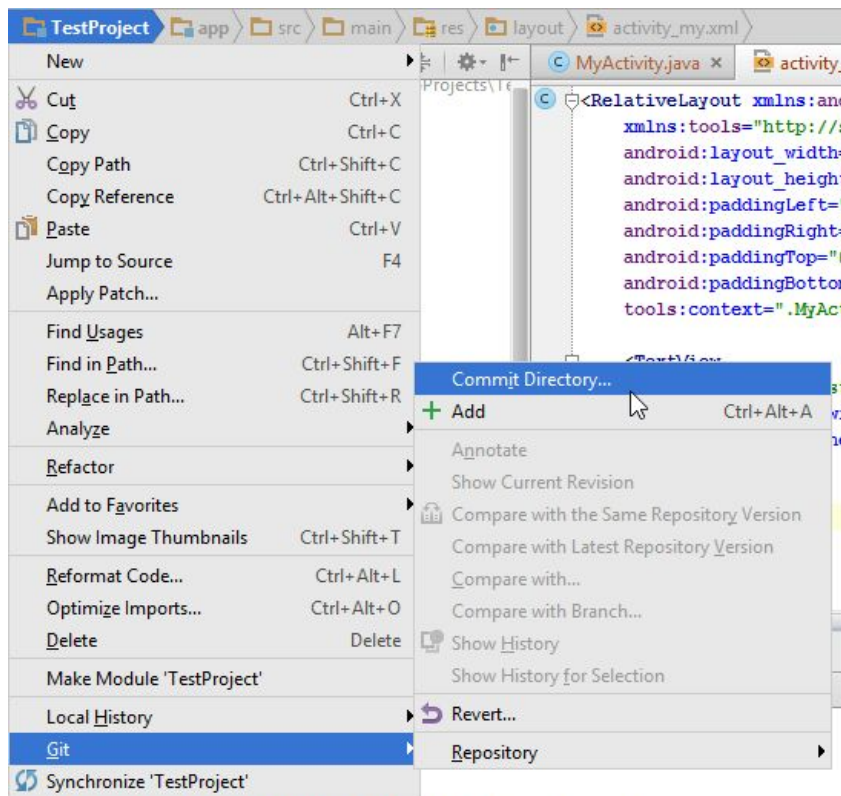 TestProject app src main res layout activity_my.xml
New
MyActivity.java × activity_
Projects\Te
Cut Ctrl+X
Copy Ctrl+C
Copy Path Ctrl+Shift+C
Copy Reference Ctrl+Alt+Shift+C
Paste Ctrl+V
Jump to Source F4
Apply Patch...
Find Usages Alt+F7
Find in Path... Ctrl+Shift+F
Replace in Path... Ctrl+Shift+R
Analyze
Refactor
Add to Favorites
Show Image Thumbnails Ctrl+Shift+T
Reformat Code... Ctrl+Alt+L
Optimize Imports... Ctrl+Alt+O
Delete Delete
Make Module 'TestProject'
Local History
Git
Synchronize 'TestProject'
Commit Directory...
Add Ctrl+Alt+A
Annotate
Show Current Revision
Compare with the Same Repository Version
Compare with Latest Repository Version
Compare with...
Compare with Branch...
Show History
Show History for Selection
Revert...
Repository
<RelativeLayout xmlns:and
xmlns:tools="http://s
android:layout_width=
android:layout_heigh
android:paddingLeft="
android:paddingRight=
android:paddingTop="
android:paddingBotto
tools:context=".MyAc
<TextView